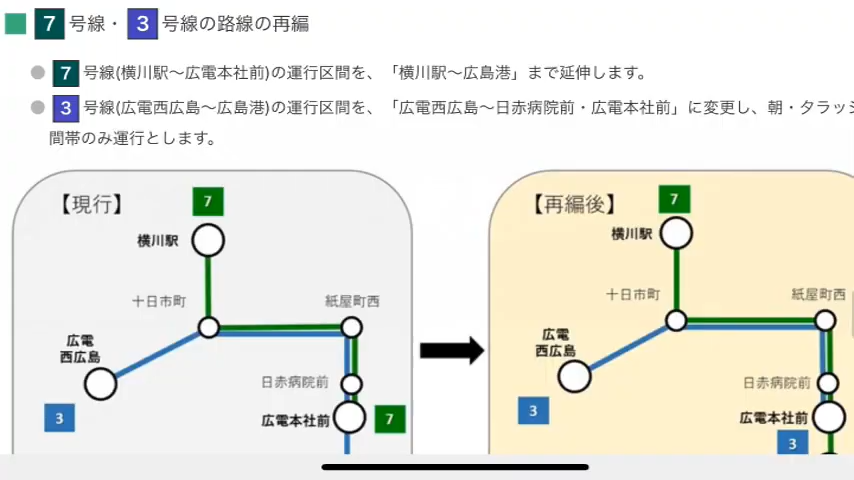 7 号線・ 3 号線の路線の再編
7 号線(横川駅～広電本社前)の運行区間を、「横川駅～広島港」まで延伸します。
3 号線(広電西広島～広島港)の運行区間を、「広電西広島～日赤病院前・広電本社前」に変更し、朝・夕ラッシ
間帯のみ運行とします。
【現行】
7
横川駅
十日市町
紙屋町西
広電
西広島
日赤病院前
3
広電本社前
7
【再編後】
7
横川駅
十日市町
紙屋町西
広電
西広島
日赤病院前
3
広電本社前
3